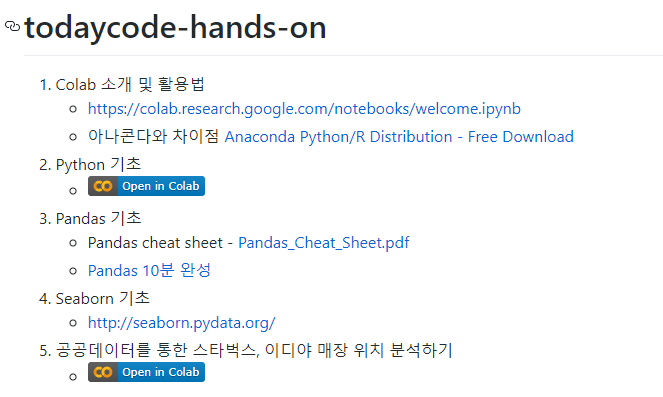 todaycode-hands-on
1. Colab 소개 및 활용법
https://colab.research.google.com/notebooks/welcome.ipynb
아나콘다와 차이점 Anaconda Python/R Distribution - Free Download
2. Python 기초
Open in Colab
3. Pandas 기초
Pandas cheat sheet - Pandas_Cheat_Sheet.pdf
Pandas 10분 완성
4. Seaborn 기초
http://seaborn.pydata.org/
5. 공공데이터를 통한 스타벅스, 이디야 매장 위치 분석하기
Open in Colab